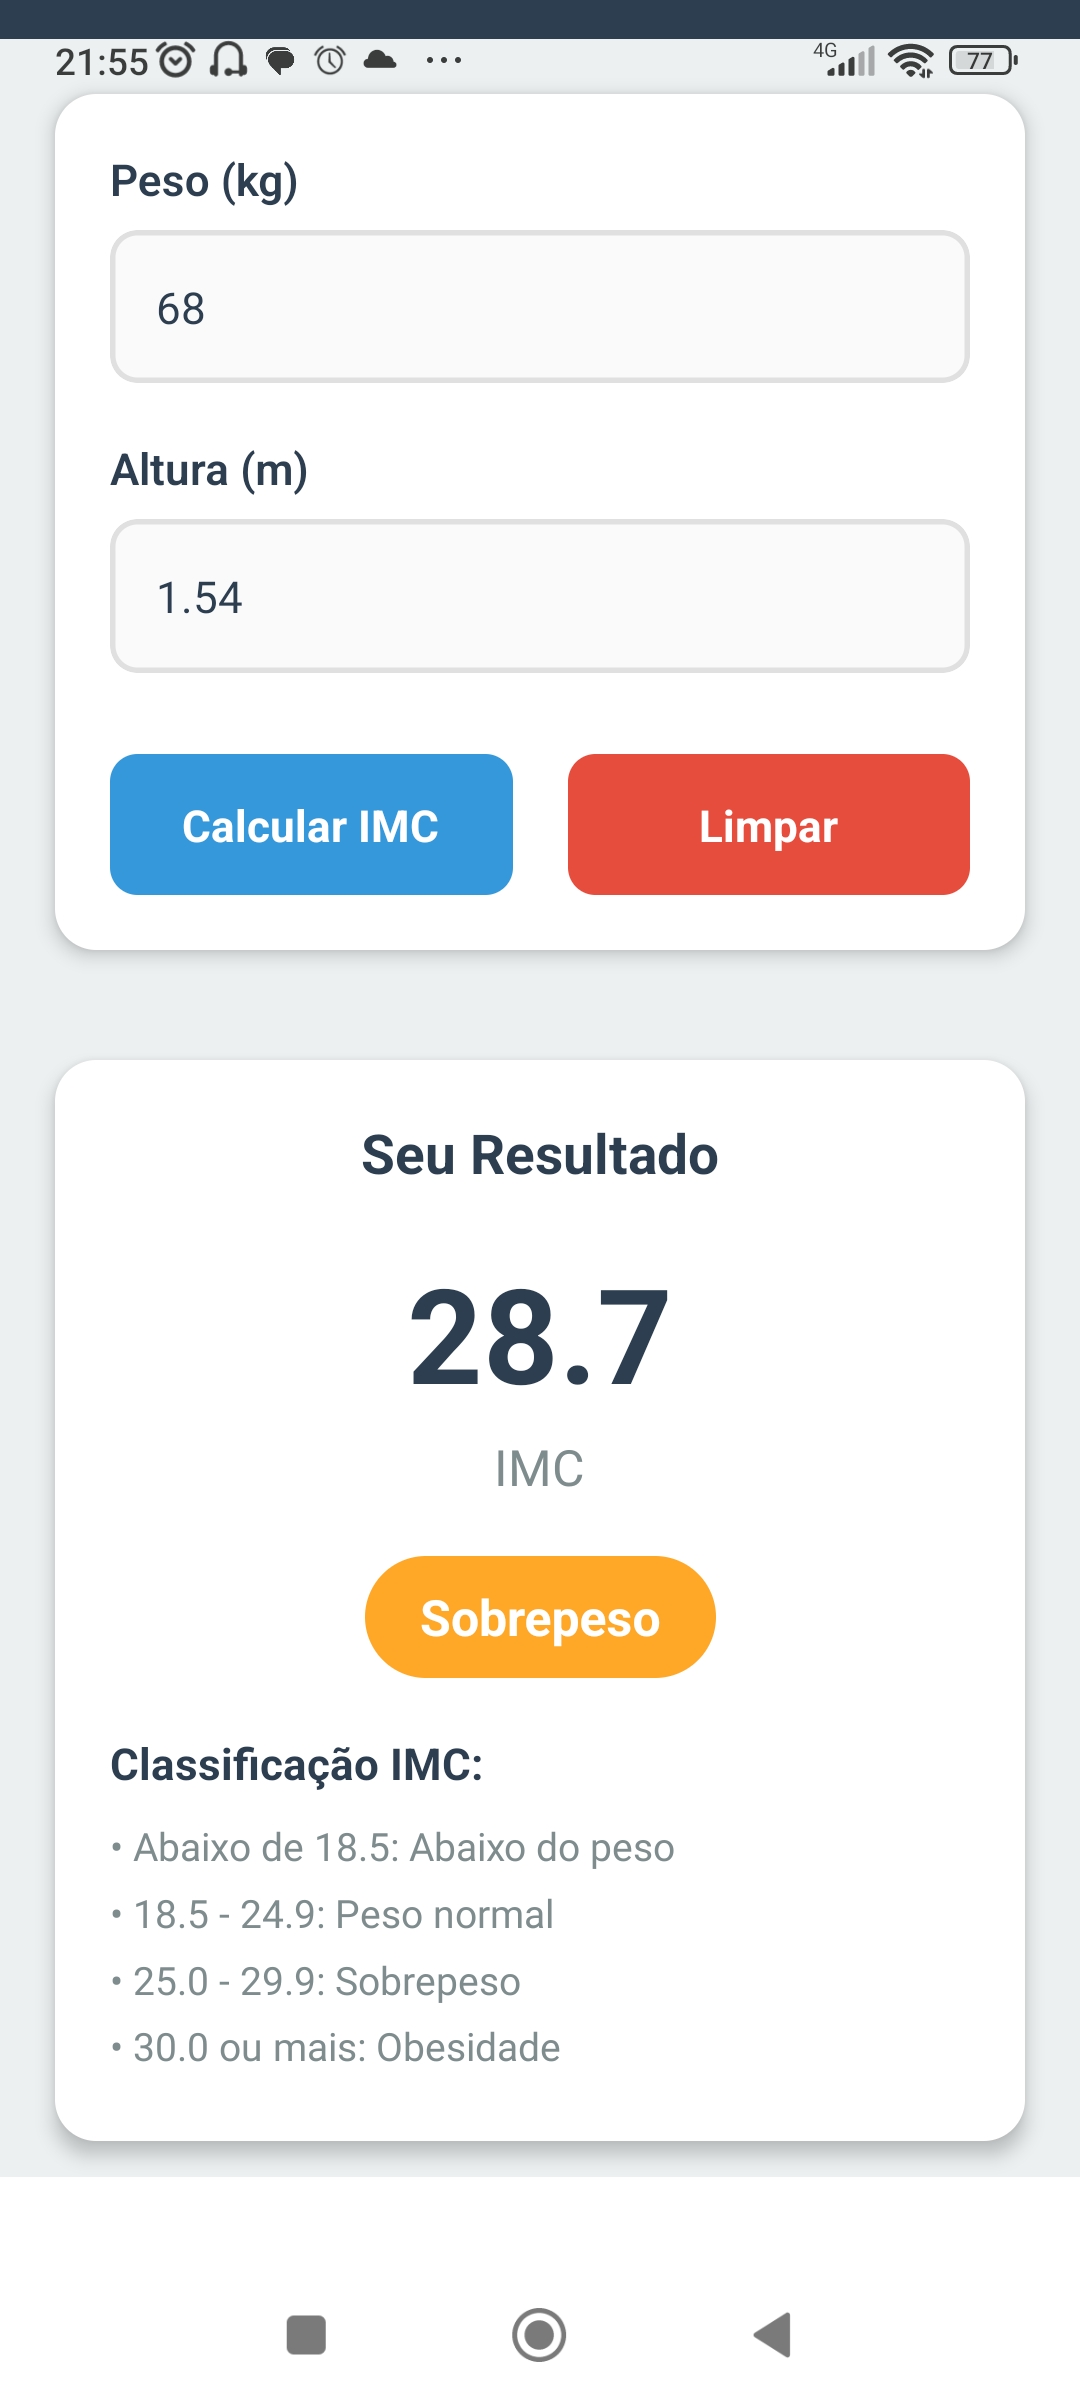 21:55 4G 77
Peso (kg)
68
Altura (m)
1.54
Calcular IMC Limpar
Seu Resultado
28.7
IMC
Sobrepeso
Classificação IMC:
• Abaixo de 18.5: Abaixo do peso
• 18.5 - 24.9: Peso normal
• 25.0 - 29.9: Sobrepeso
• 30.0 ou mais: Obesidade